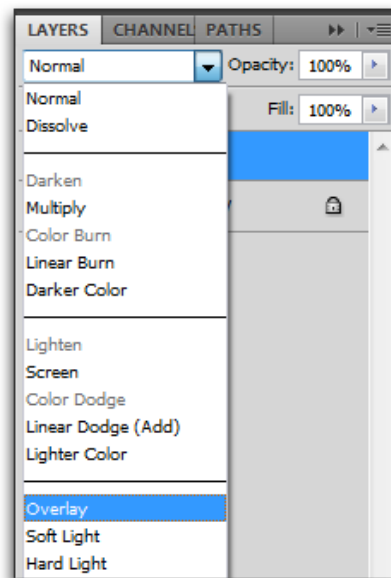 LAYERS CHANNEL PATHS
Normal Opacity: 100%
Normal Fill: 100%
Dissolve
Darken
Multiply
Color Burn
Linear Burn
Darker Color
Lighten
Screen
Color Dodge
Linear Dodge (Add)
Lighter Color
Overlay
Soft Light
Hard Light